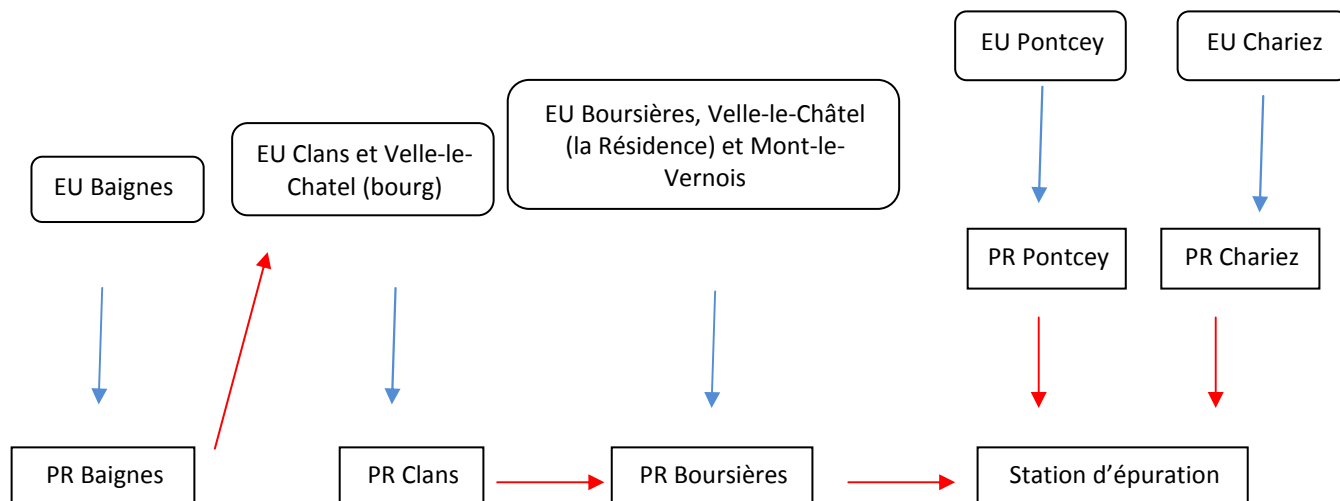 EU Pontcey
EU Chariez
EU Boursières, Velle-le-Châtel
(la Résidence) et Mont-le-
Vernois
EU Clans et Velle-le-
Chatel (bourg)
EU Baignes
PR Pontcey
PR Chariez
PR Baignes
PR Clans
PR Boursières
Station d’épuration